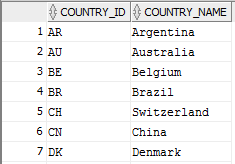 COUNTRY_ID COUNTRY_NAME
1 AR Argentina
2 AU Australia
3 BE Belgium
4 BR Brazil
5 CH Switzerland
6 CN China
7 DK Denmark